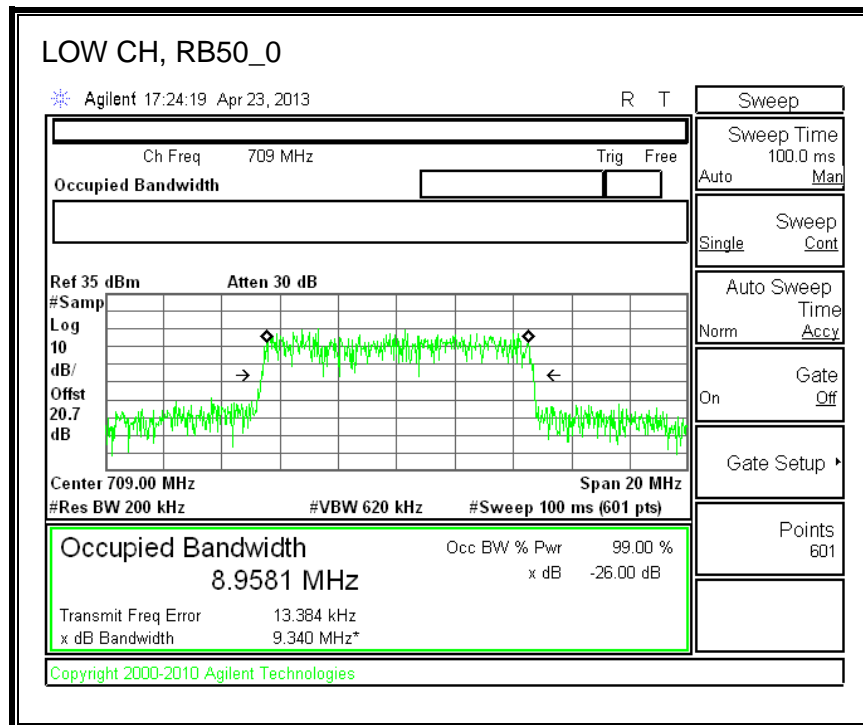 LOW CH, RB50_0
Agilent 17:24:19 Apr 23, 2013 R T
Ch Freq 709 MHz Trig Free
Occupied Bandwidth
Ref 35 dBm Atten 30 dB
#Samp
Log
10
dB/
Offst
20.7
dB
Center 709.00 MHz Span 20 MHz
#Res BW 200 kHz #VBW 620 kHz #Sweep 100 ms (601 pts)
Occupied Bandwidth
8.9581 MHz
Occ BW % Pwr 99.00 %
x dB -26.00 dB
Transmit Freq Error 13.384 kHz
x dB Bandwidth 9.340 MHz*
Copyright 2000-2010 Agilent Technologies
Sweep
Sweep Time
100.0 ms
Auto Man
Sweep
Single Cont
Auto Sweep
Time
Norm Accy
Gate
On Off
Gate Setup
Points
601